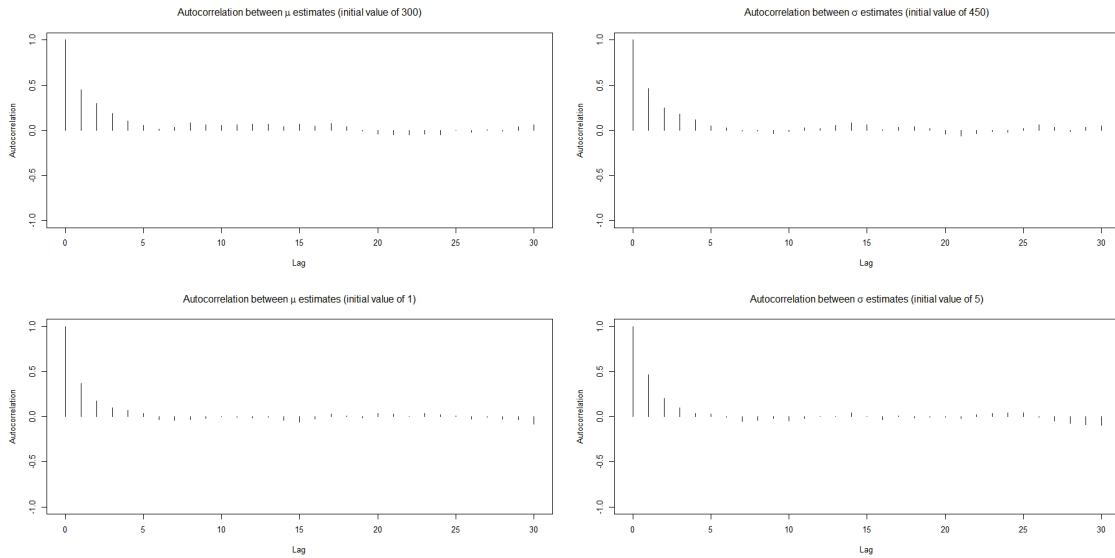 Autocorrelation between μ estimates (initial value of 300)
1.0
0.5
0.0
-0.5
-1.0
Autocorrelation
0 5 10 15 20 25 30
Lag
Autocorrelation between σ estimates (initial value of 450)
1.0
0.5
0.0
-0.5
-1.0
Autocorrelation
0 5 10 15 20 25 30
Lag
Autocorrelation between μ estimates (initial value of 1)
1.0
0.5
0.0
-0.5
-1.0
Autocorrelation
0 5 10 15 20 25 30
Lag
Autocorrelation between σ estimates (initial value of 5)
1.0
0.5
0.0
-0.5
-1.0
Autocorrelation
0 5 10 15 20 25 30
Lag